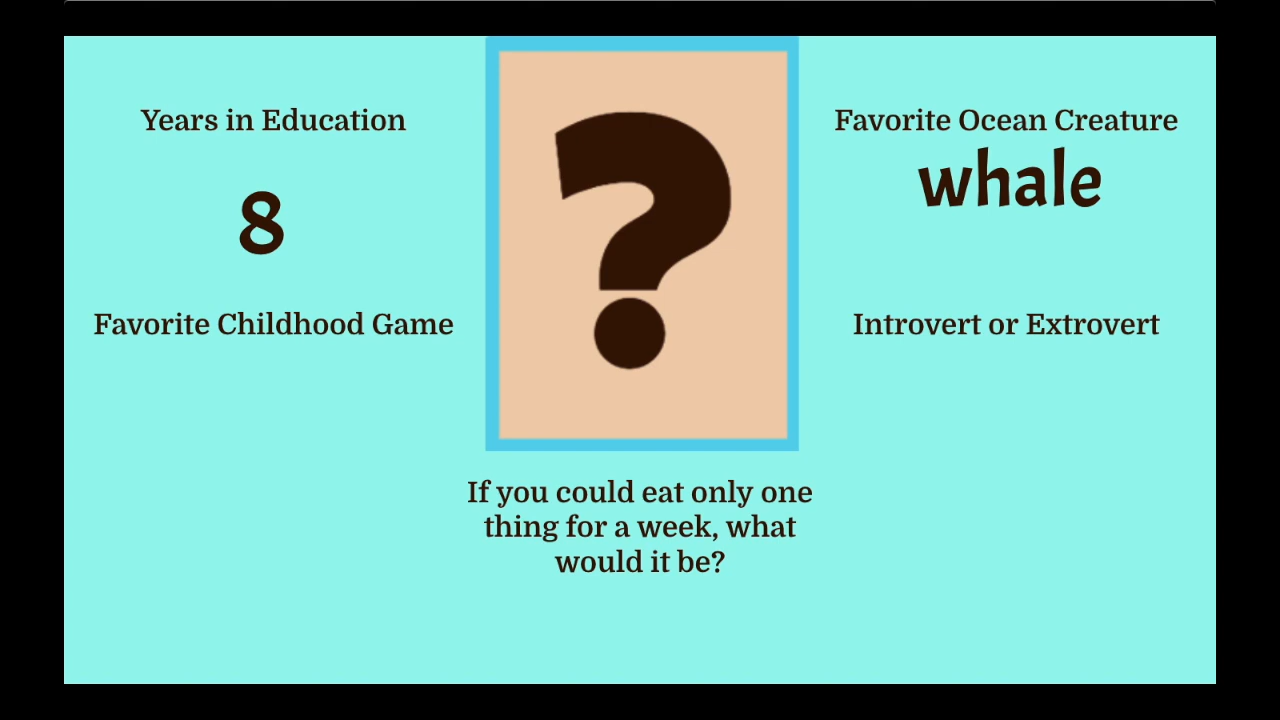 Years in Education
8
Favorite Childhood Game
?
Favorite Ocean Creature
whale
Introvert or Extrovert
If you could eat only one
thing for a week, what
would it be?